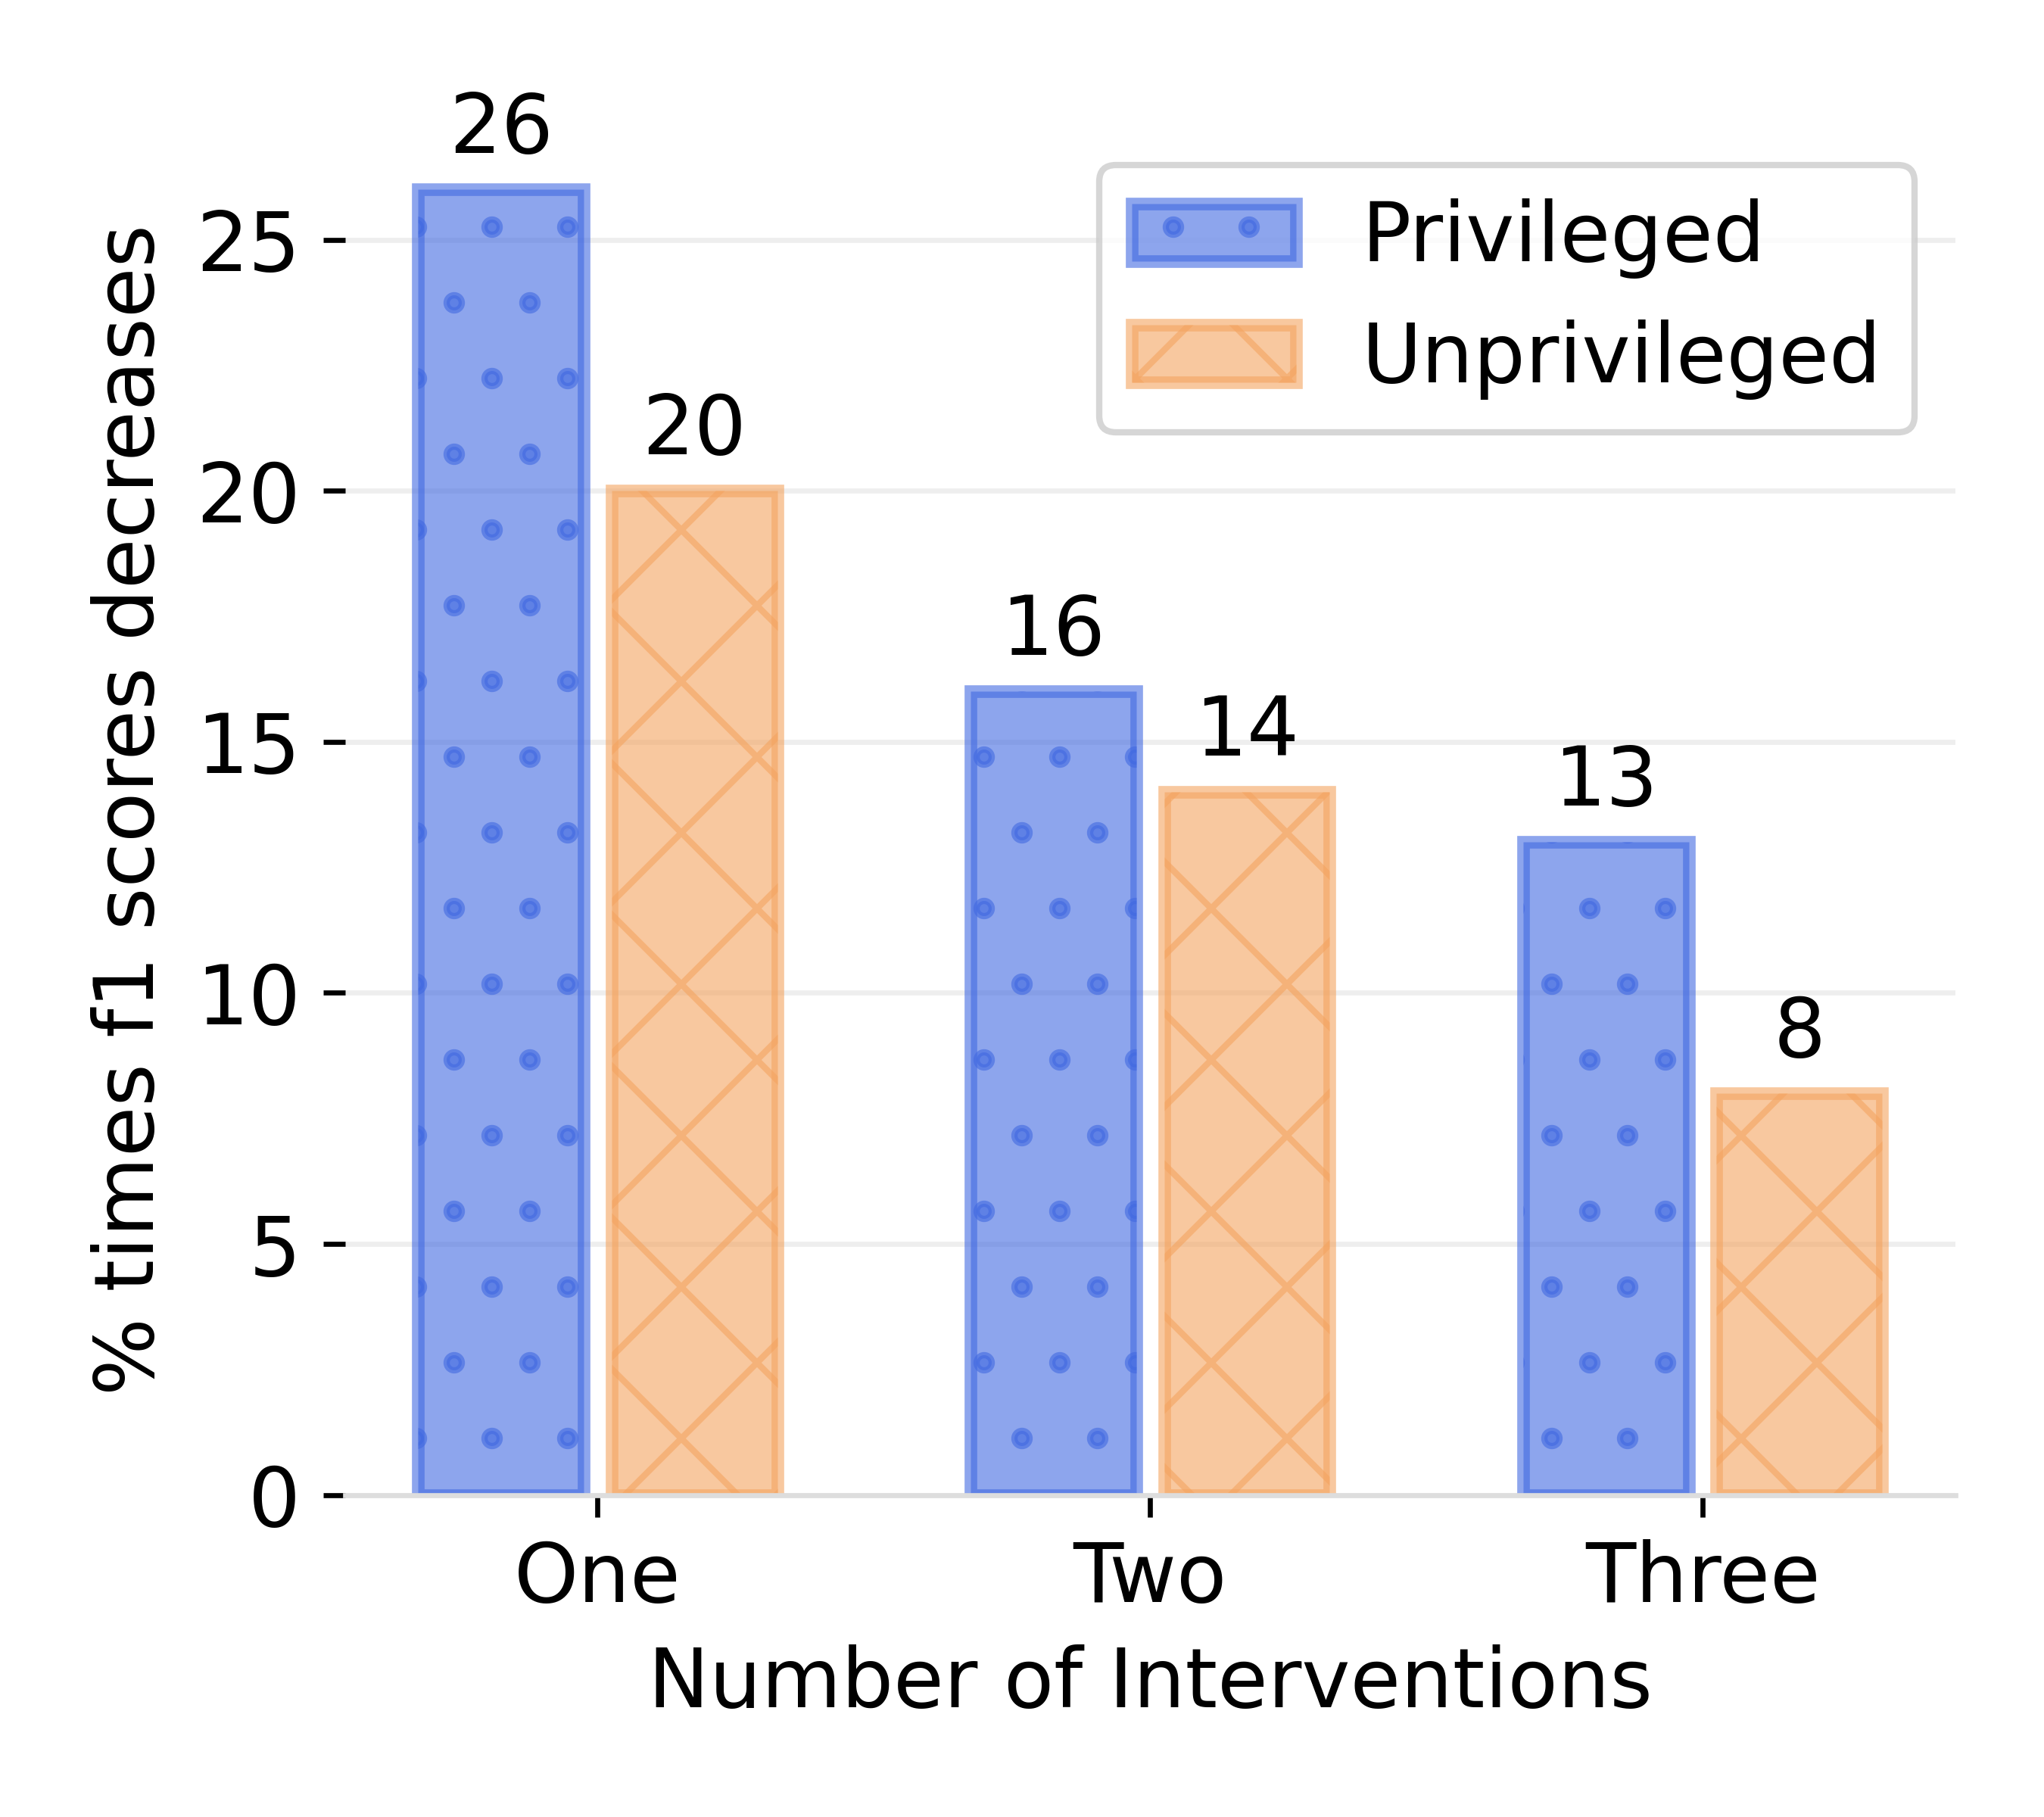 % times f1 scores decreases
25
20
15
10
5
0
26
20
16
14
13
8
Privileged
Unprivileged
One
Two
Three
Number of Interventions